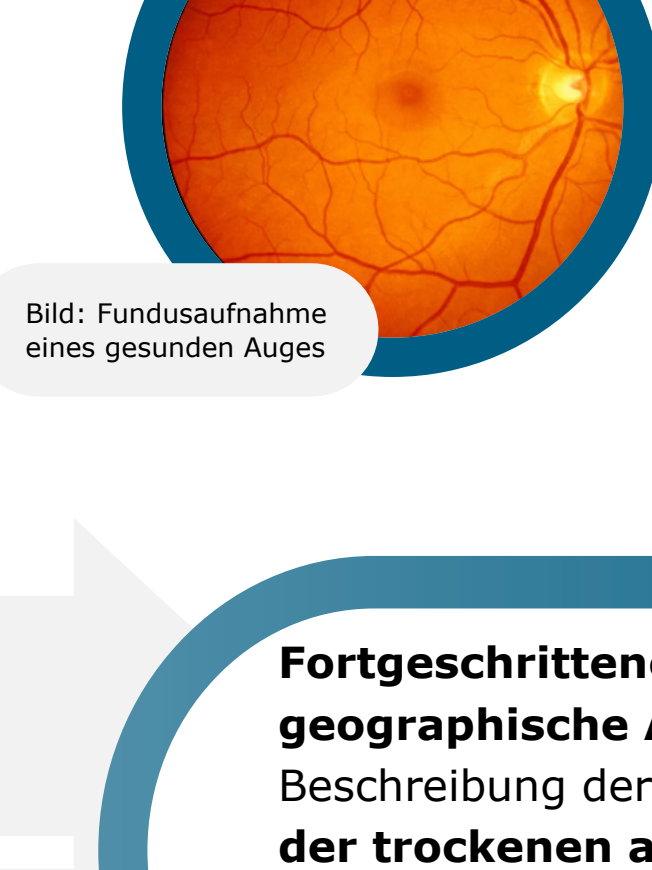 Bild: Fundusaufnahme
eines gesunden Auges
Fortgeschritten
geographische
Beschreibung der
der trockenen a